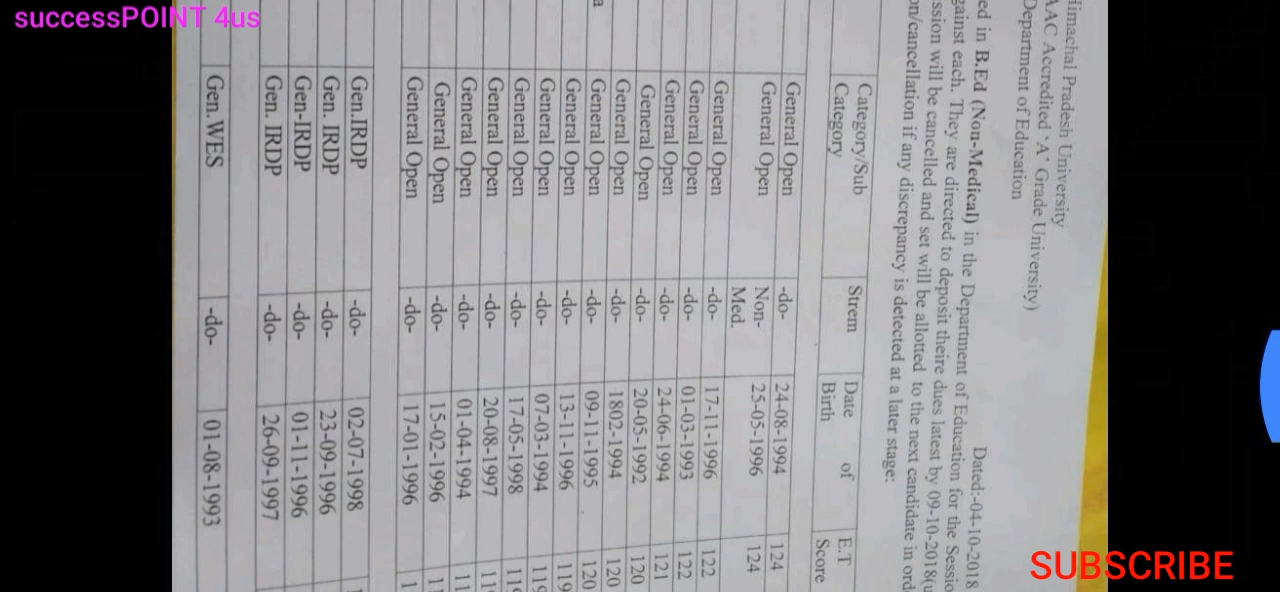 successPOINT 4us
Himachal Pradesh University
AAC Accredited 'A' Grade University)
Department of Education
Dated:-04-10-2018
ed in B.Ed (Non-Medical) in the Department of Education for the Sessio
gainst each. They are directed to deposit theire dues latest by 09-10-2018(u
ssion will be cancelled and set will be allotted to the next candidate in ord
on/cancellation if any discrepancy is detected at a later stage:
Category/Sub Category Strem Date of Birth E.T Score
General Open -do- 24-08-1994 124
General Open Non-Med. 25-05-1996 124
General Open -do- 17-11-1996 122
General Open -do- 01-03-1993 122
General Open -do- 24-06-1994 121
General Open -do- 20-05-1992 120
General Open -do- 1802-1994 120
a General Open -do- 09-11-1995 120
General Open -do- 13-11-1996 119
General Open -do- 07-03-1994 119
General Open -do- 17-05-1998
General Open -do- 20-08-1997
General Open -do- 01-04-1994
General Open -do- 15-02-1996
General Open -do- 17-01-1996
Gen.IRDP -do- 02-07-1998
Gen. IRDP -do- 23-09-1996
Gen-IRDP -do- 01-11-1996
Gen. IRDP -do- 26-09-1997
Gen.WES -do- 01-08-1993
SUBSCRIBE